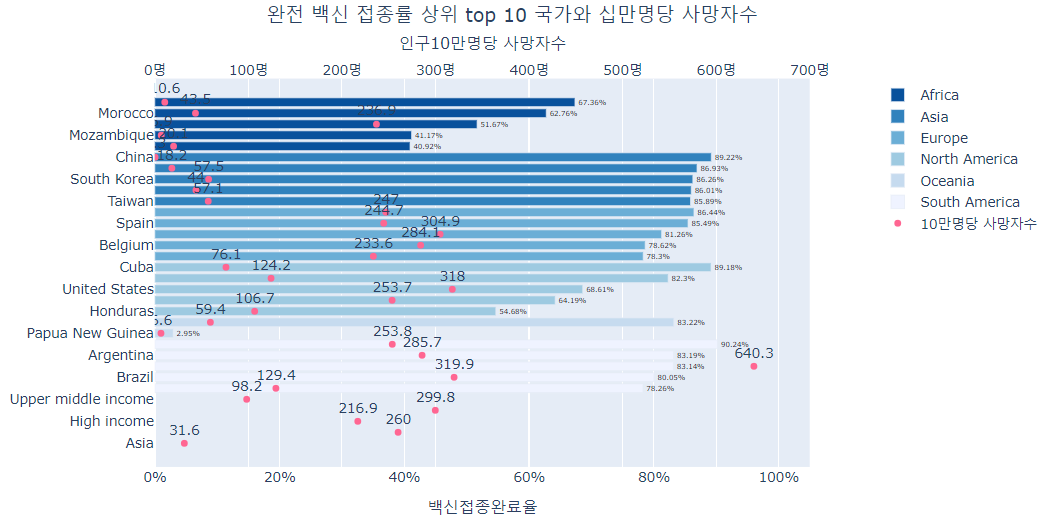 완전 백신 접종률 상위 top 10 국가와 십만명당 사망자수
인구10만명당 사망자수
0명 100명 200명 300명 400명 500명 600명 700명
67.36%
43.5
Morocco 62.76%
236.9
51.67%
Mozambique 41.17%
40.92%
China 89.22%
18.2
86.93%
57.5
South Korea 86.26%
44
86.01%
57.1
Taiwan 85.89%
247
86.44%
244.7
Spain 85.49%
304.9
81.26%
284.1
Belgium 78.62%
233.6
78.3%
76.1
Cuba 89.18%
124.2
82.3%
318
United States 68.61%
253.7
64.19%
106.7
Honduras 54.68%
59.4
83.22%
Papua New Guinea 2.95%
253.8
90.24%
285.7
Argentina 83.19%
640.3
83.14%
319.9
Brazil 80.05%
129.4
78.26%
98.2
Upper middle income
299.8
216.9
High income
260
31.6
Asia
0% 20% 40% 60% 80% 100%
백신접종완료율
Africa
Asia
Europe
North America
Oceania
South America
10만명당 사망자수